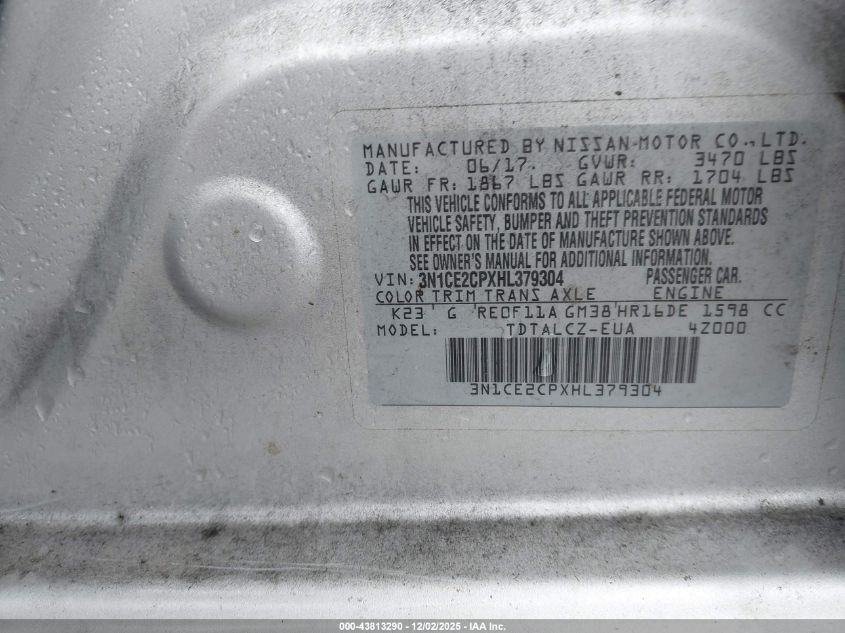 MANUFACTURED BY NISSAN MOTOR CO., LTD.
DATE: 06/17 GVWR: 3470 LBS
GAWR FR: 1867 LBS GAWR RR: 1704 LBS
THIS VEHICLE CONFORMS TO ALL APPLICABLE FEDERAL MOTOR
VEHICLE SAFETY, BUMPER AND THEFT PREVENTION STANDARDS
IN EFFECT ON THE DATE OF MANUFACTURE SHOWN ABOVE.
SEE OWNER'S MANUAL FOR ADDITIONAL INFORMATION.
VIN: 3N1CE2CPXHL379304 PASSENGER CAR.
COLOR TRIM TRANS AXLE ENGINE
K23 G RE0F11A GM38 HR16DE 1598 CC
MODEL: TDTALCZ-EUA 4Z000
3N1CE2CPXHL379304
000-43813290 - 12/02/2025 - IAA Inc.